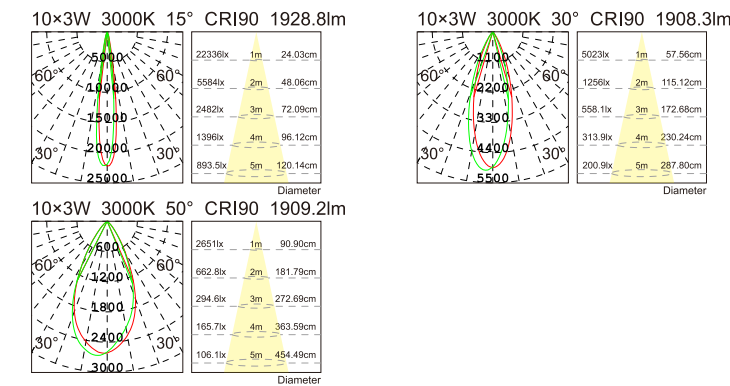 10×3W 3000K 15° CRI90 1928.8lm
5000
10000
15000
20000
25000
60° 60°
30° 30°
22336lx 1m 24.03cm
5584lx 2m 48.06cm
2482lx 3m 72.09cm
1396lx 4m 96.12cm
893.5lx 5m 120.14cm
Diameter
10×3W 3000K 30° CRI90 1908.3lm
1100
2200
3300
4400
5500
60° 60°
30° 30°
5023lx 1m 57.56cm
1256lx 2m 115.12cm
558.1lx 3m 172.68cm
313.9lx 4m 230.24cm
200.9lx 5m 287.80cm
Diameter
10×3W 3000K 50° CRI90 1909.2lm
600
1200
1800
2400
3000
60° 60°
30° 30°
2651lx 1m 90.90cm
662.8lx 2m 181.79cm
294.6lx 3m 272.69cm
165.7lx 4m 363.59cm
106.1lx 5m 454.49cm
Diameter